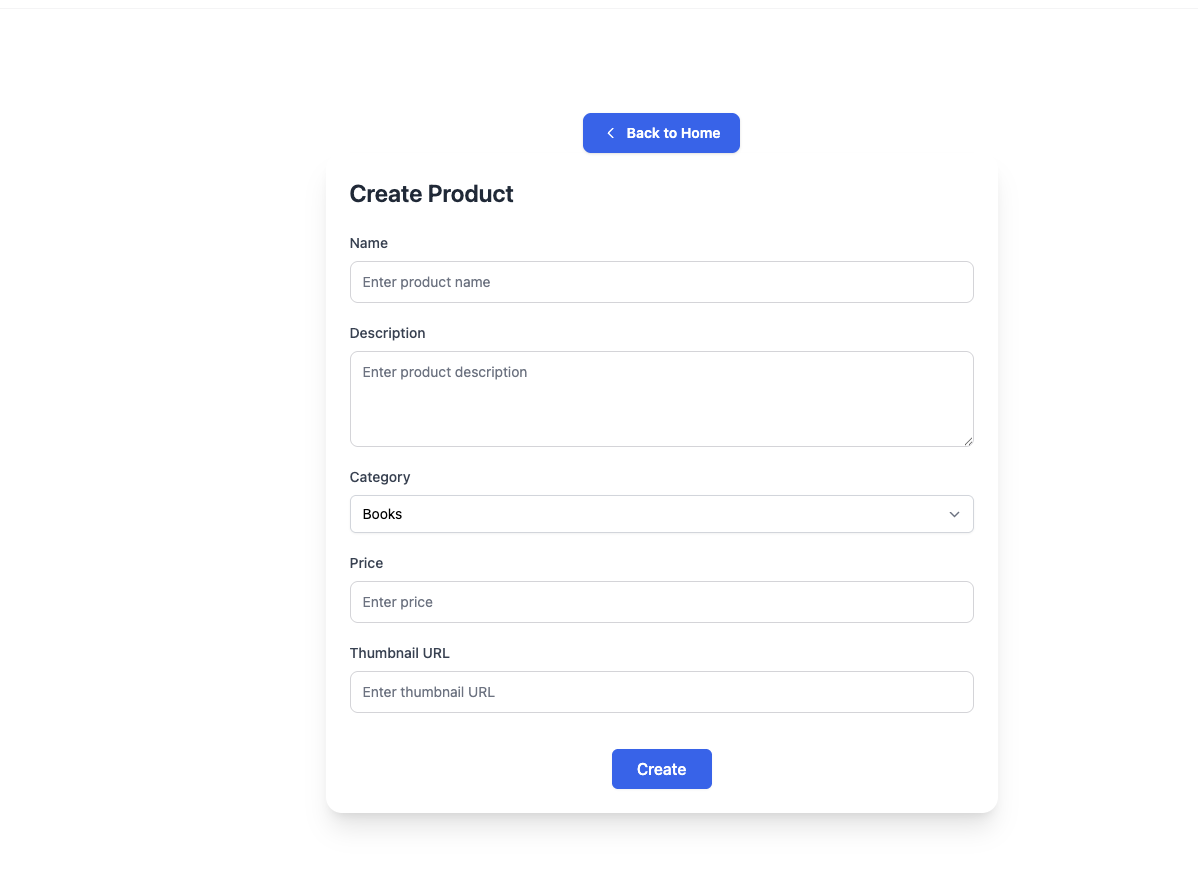 Back to Home
Create Product
Name
Enter product name
Description
Enter product description
Category
Books
Price
Enter price
Thumbnail URL
Enter thumbnail URL
Create